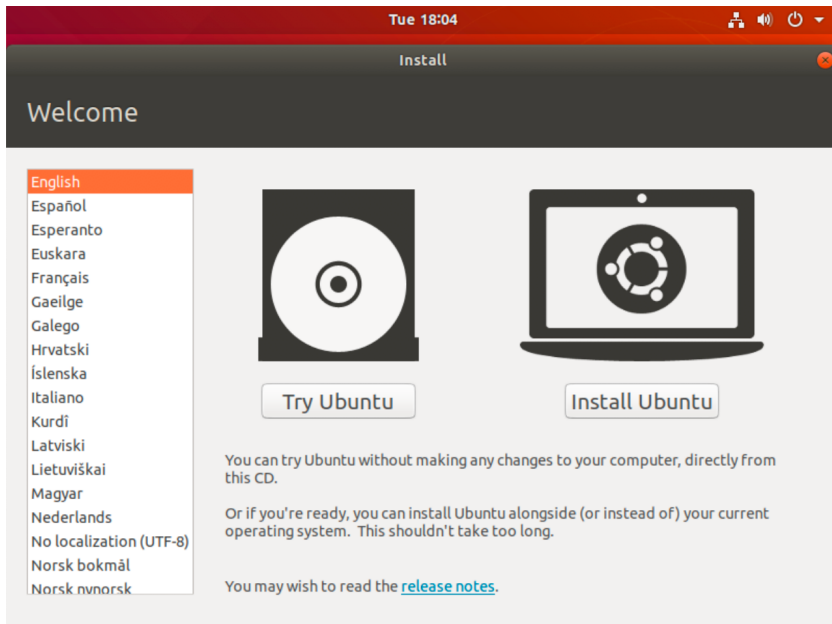 Tue 18:04
Install
Welcome
English
Español
Esperanto
Euskara
Français
Gaeilge
Galego
Hrvatski
Íslenska
Italiano
Kurdî
Latviski
Lietuviškai
Magyar
Nederlands
No localization (UTF-8)
Norsk bokmål
Norsk nynorsk
Try Ubuntu
Install Ubuntu
You can try Ubuntu without making any changes to your computer, directly from
this CD.
Or if you're ready, you can install Ubuntu alongside (or instead of) your current
operating system. This shouldn't take too long.
You may wish to read the release notes.